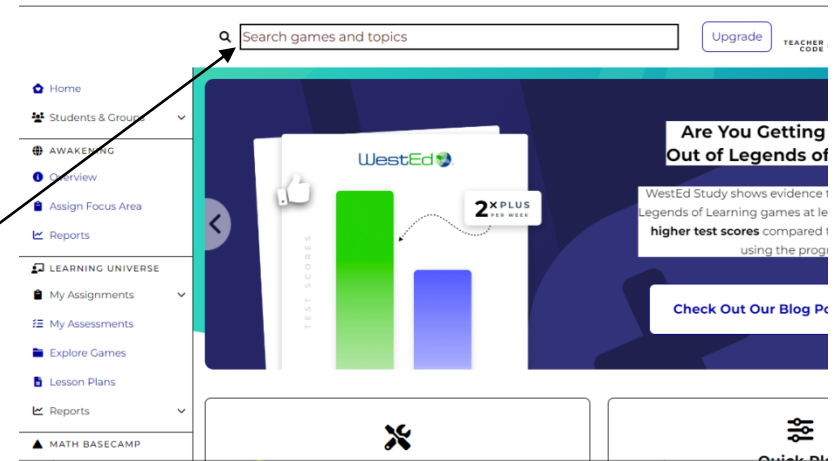 Search games and topics
Upgrade
TEACHER
CODE
Home
Students & Groups
AWAKENING
Overview
Assign Focus Area
Reports
LEARNING UNIVERSE
My Assignments
My Assessments
Explore Games
Lesson Plans
Reports
MATH BASECAMP
WestEd
2X PLUS
PER WEEK
TEST SCORES
Are You Getting
Out of Legends of
WestEd Study shows evidence
Legends of Learning games at le
higher test scores compared
using the prog
Check Out Our Blog Po